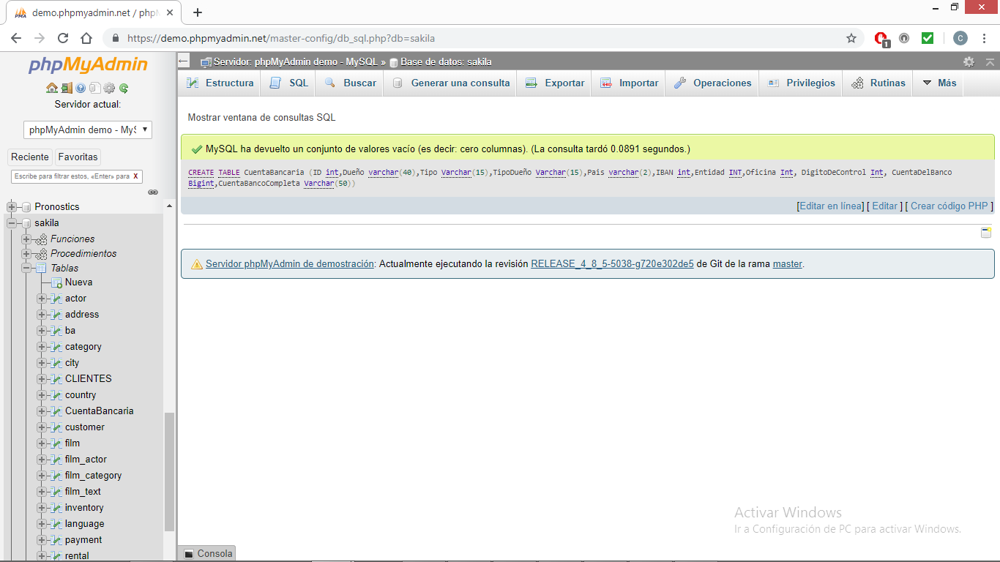 demo.phpmyadmin.net / phpM
https://demo.phpmyadmin.net/master-config/db_sql.php?db=sakila
1
C
phpMyAdmin
Servidor actual:
phpMyAdmin demo - MyS
Reciente
Favoritas
Escribe para filtrar estos, «Enter» para
X
Pronostics
sakila
Funciones
Procedimientos
Tablas
Nueva
actor
address
ba
category
city
CLIENTES
country
CuentaBancaria
customer
film
film_actor
film_category
film_text
inventory
language
payment
rental
Servidor: phpMyAdmin demo - MySQL » Base de datos: sakila
Estructura
SQL
Buscar
Generar una consulta
Exportar
Importar
Operaciones
Privilegios
Rutinas
Más
Mostrar ventana de consultas SQL
MySQL ha devuelto un conjunto de valores vacío (es decir: cero columnas). (La consulta tardó 0.0891 segundos.)
CREATE TABLE CuentaBancaria (ID int,Dueño varchar(40),Tipo Varchar(15),TipoDueño Varchar(15),Pais varchar(2),IBAN int,Entidad INT,Oficina Int, DigitoDeControl Int, CuentaDelBanco
Bigint,CuentaBancoCompleta Varchar(50))
[Editar en línea] [ Editar ] [ Crear código PHP ]
Servidor phpMyAdmin de demostración: Actualmente ejecutando la revisión RELEASE_4_8_5-5038-g720e302de5 de Git de la rama master.
Activar Windows
Ir a Configuración de PC para activar Windows.
Consola